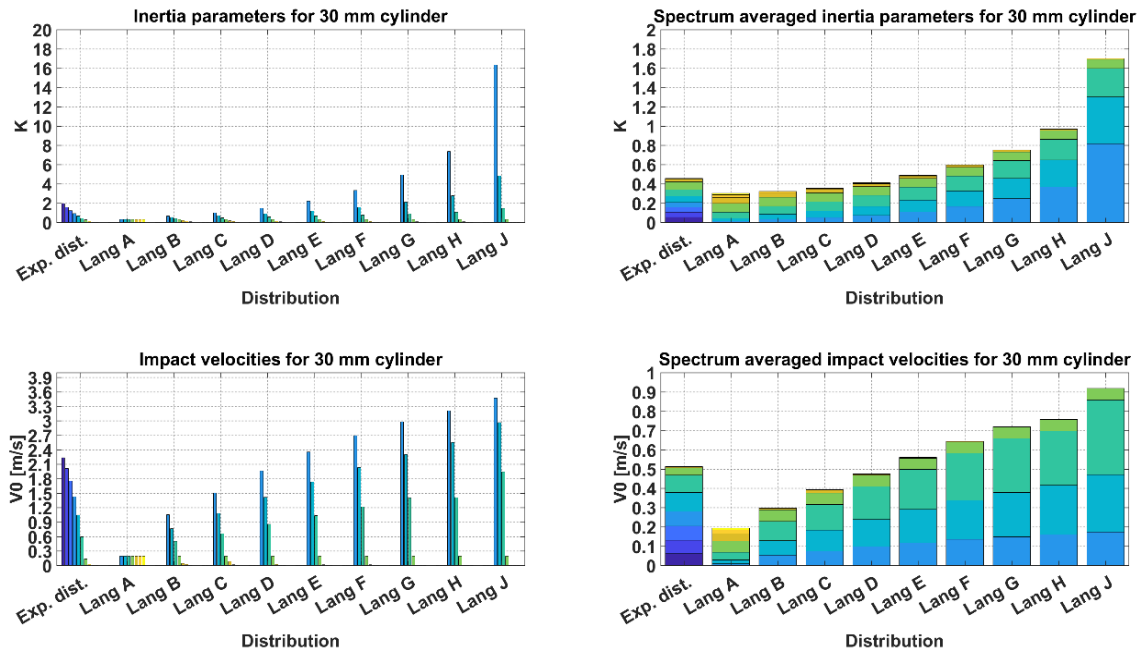 Inertia parameters for 30 mm cylinder
20
18
16
14
12
10
8
6
4
2
0
K
Exp. dist.
Lang A
Lang B
Lang C
Lang D
Lang E
Lang F
Lang G
Lang H
Lang J
Distribution
Spectrum averaged inertia parameters for 30 mm cylinder
2
1.8
1.6
1.4
1.2
1
0.8
0.6
0.4
0.2
0
K
Exp. dist.
Lang A
Lang B
Lang C
Lang D
Lang E
Lang F
Lang G
Lang H
Lang J
Distribution
Impact velocities for 30 mm cylinder
3.9
3.6
3.3
3
2.7
2.4
2.1
1.8
1.5
1.2
0.9
0.6
0.3
0
V0 [m/s]
Exp. dist.
Lang A
Lang B
Lang C
Lang D
Lang E
Lang F
Lang G
Lang H
Lang J
Distribution
Spectrum averaged impact velocities for 30 mm cylinder
1
0.9
0.8
0.7
0.6
0.5
0.4
0.3
0.2
0.1
0
V0 [m/s]
Exp. dist.
Lang A
Lang B
Lang C
Lang D
Lang E
Lang F
Lang G
Lang H
Lang J
Distribution